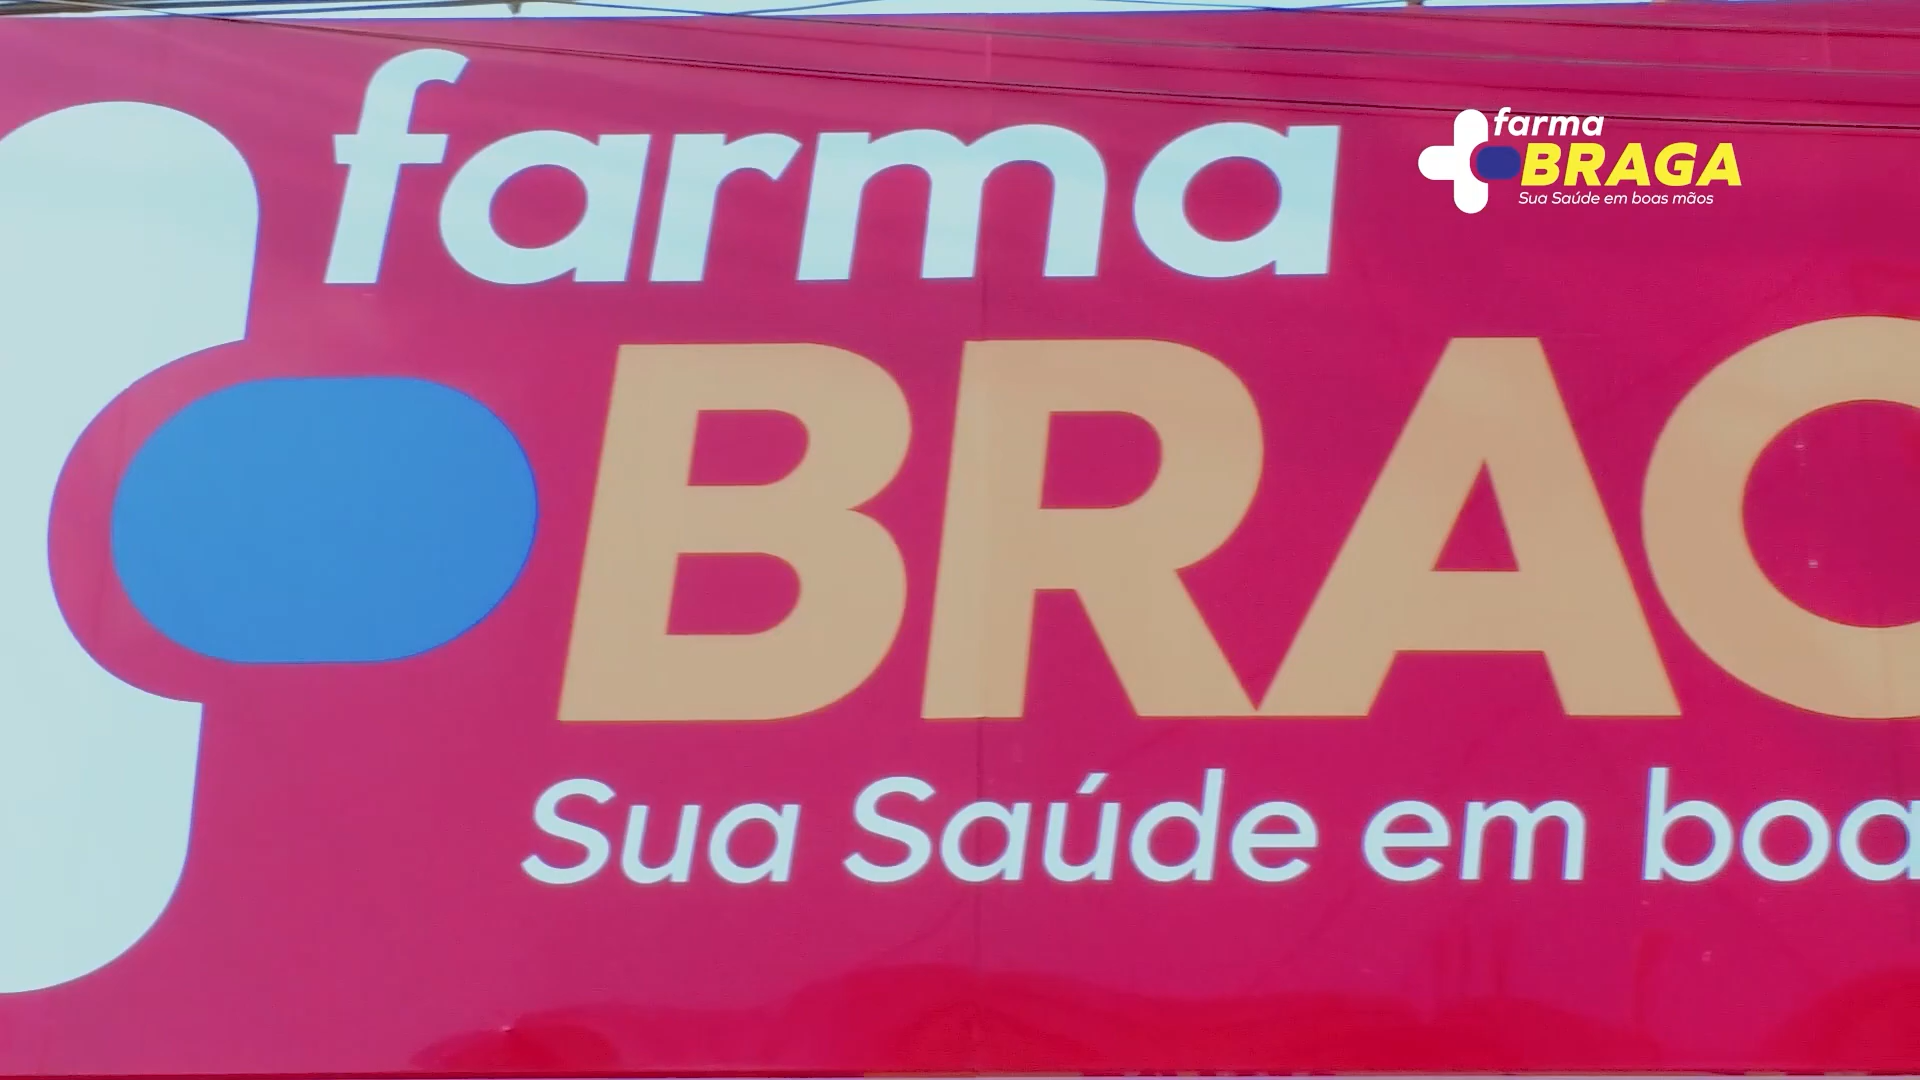 farma
BRAG
Sua Saúde em boa
farma
BRAGA
Sua Saúde em boas mãos